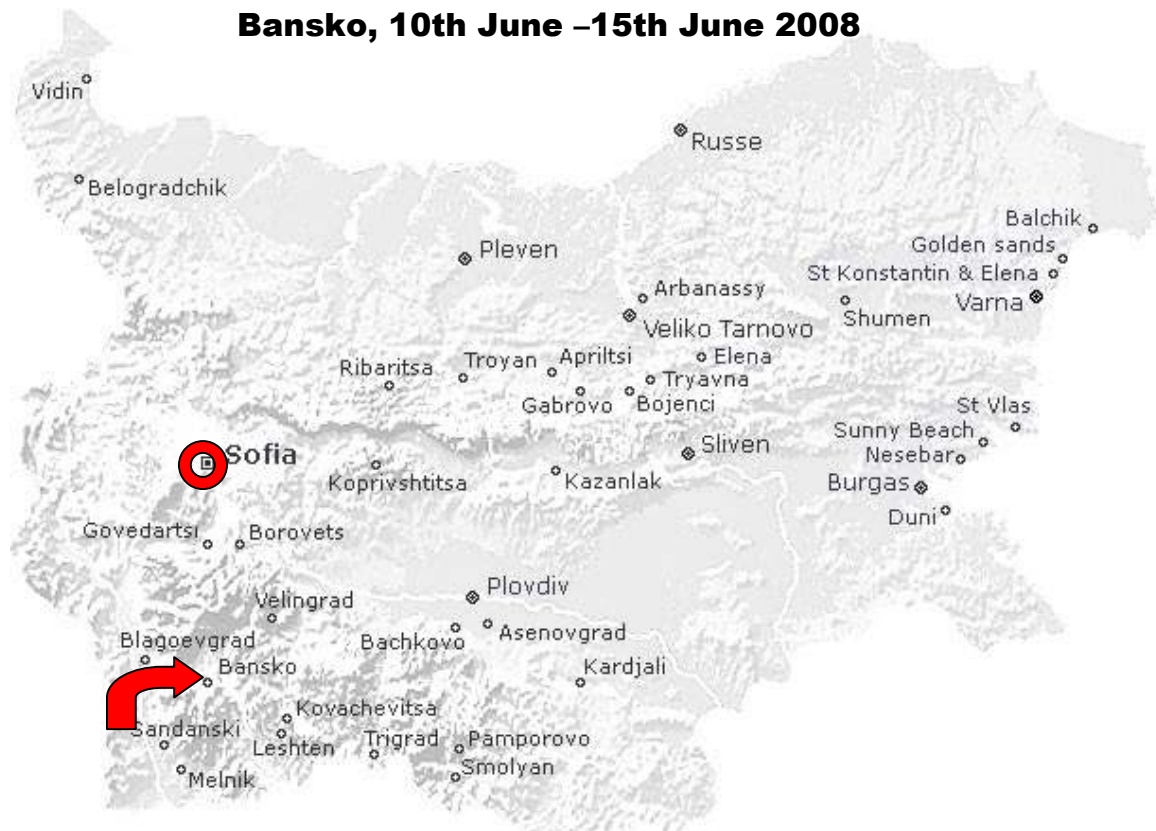 Bansko, 10th June –15th June 2008
Vidin
Russe
Belogradchik
Balchik
Pleven
Golden sands
St Konstantin & Elena
Arbanassy
Varna
Shumen
Veliko Tarnovo
Elena
Apriltsi
Troyan
Ribaritsa
Tryavna
Gabrovo
Bojenci
St Vlas
Sunny Beach
Sliven
Sofia
Nesebar
Koprivshtitsa
Kazanlak
Burgas
Duni
Govedartsi
Borovets
Plovdiv
Velingrad
Bachkovo
Asenovgrad
Blagoevgrad
Bansko
Kardjali
Kovachevitsa
Sandanski
Leshten
Trigrad
Pamporovo
Smolyan
Melnik